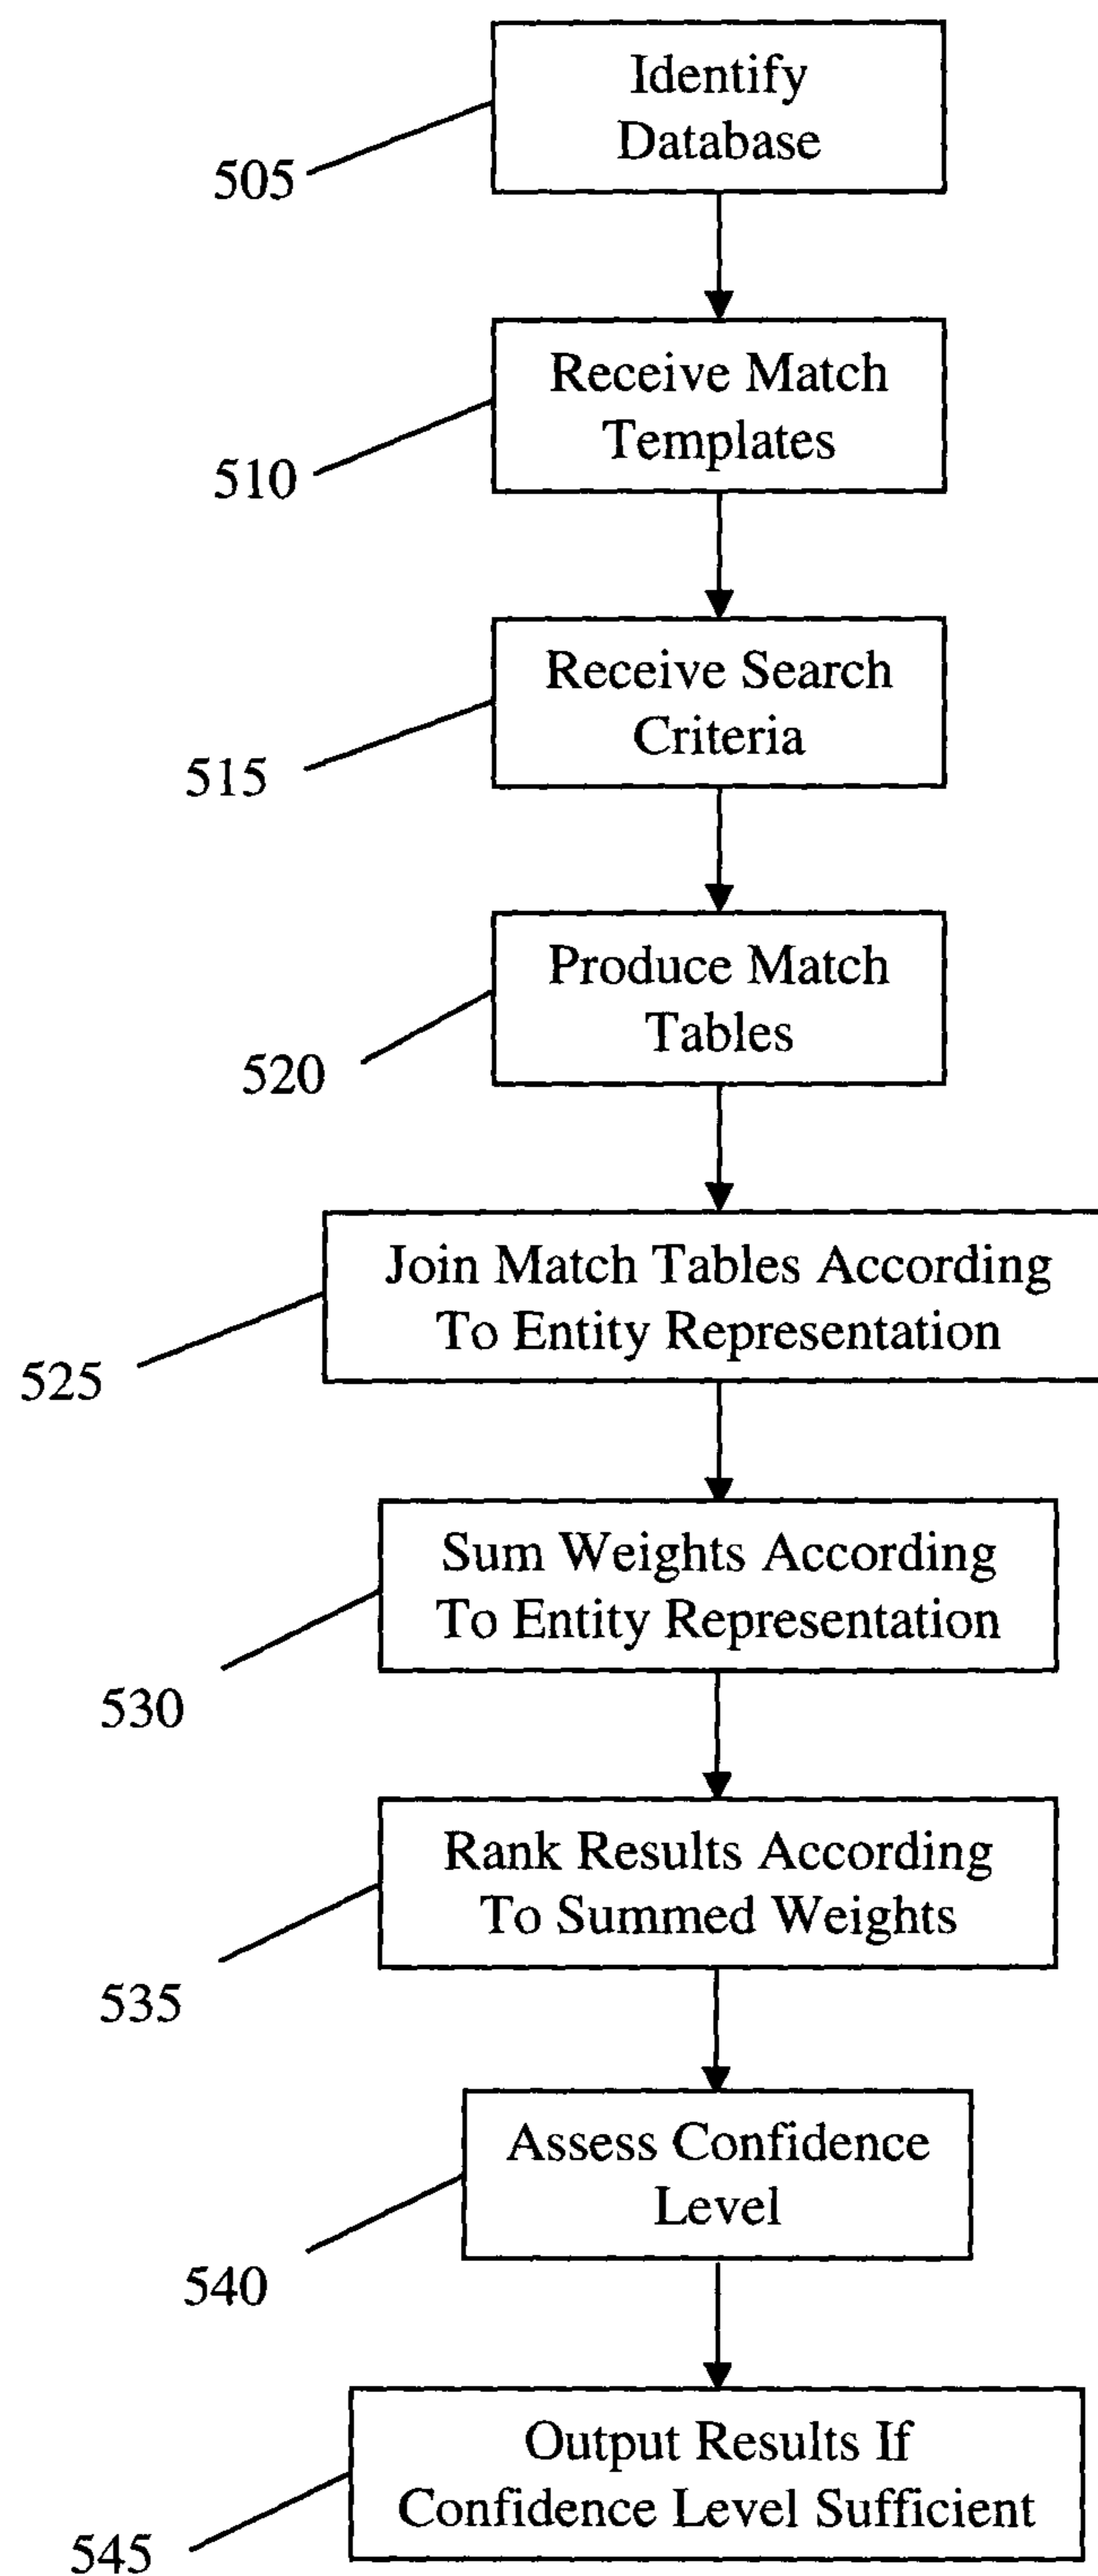 Identify
Database
505
Receive Match
Templates
510
Receive Search
Criteria
515
Produce Match
Tables
520
Join Match Tables According
To Entity Representation
525
Sum Weights According
To Entity Representation
530
Rank Results According
To Summed Weights
535
Assess Confidence
Level
540
Output Results If
Confidence Level Sufficient
545